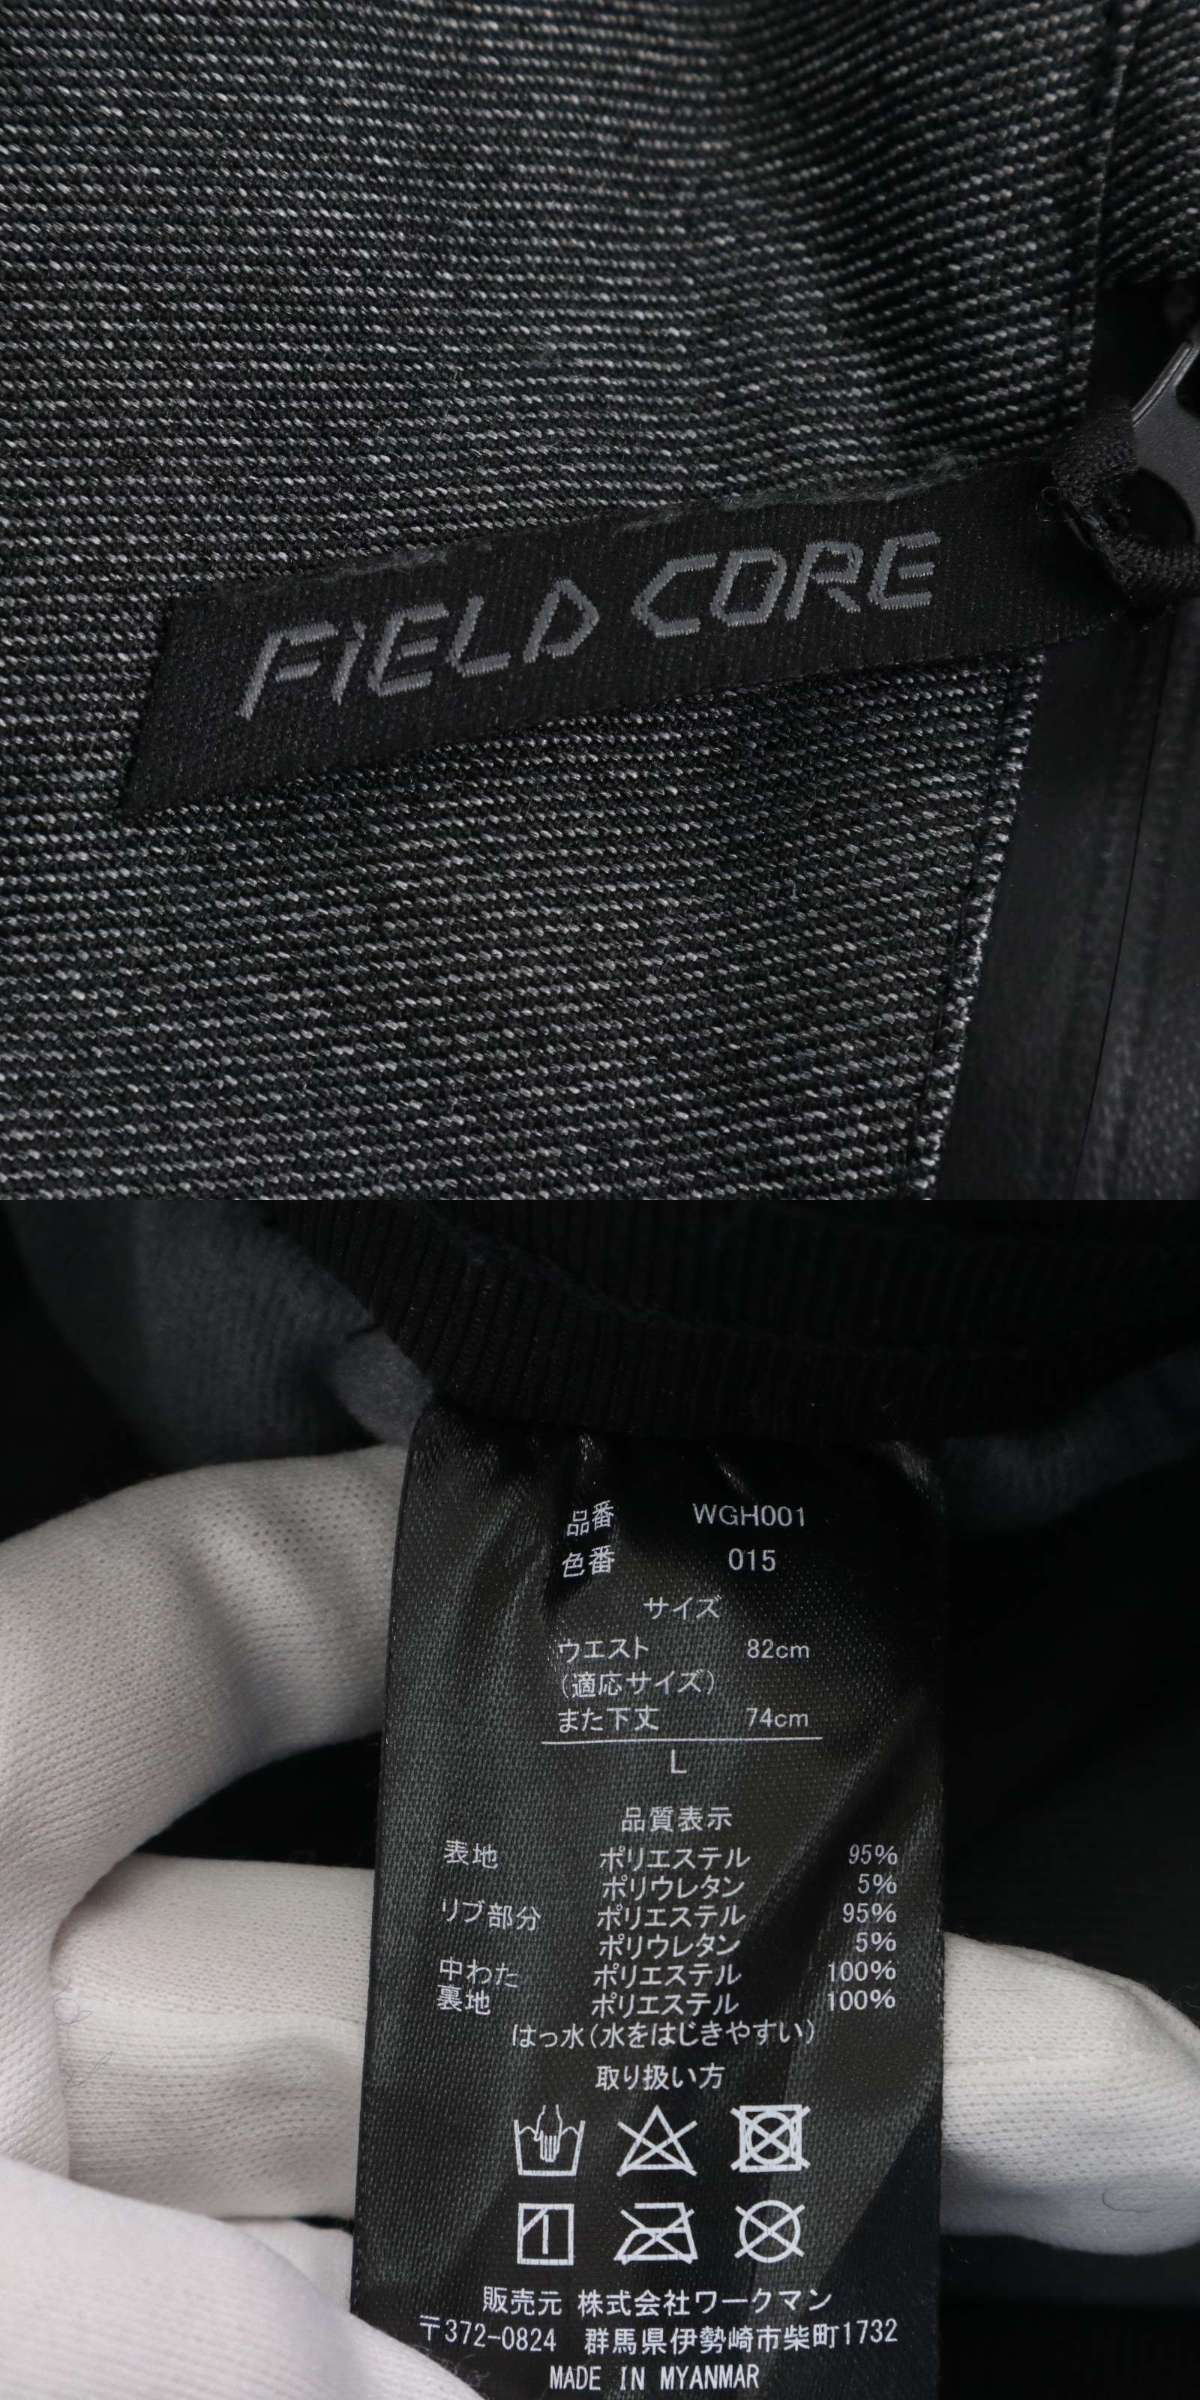 FiELD CORE
品番 WGH001
色番 015
サイズ
ウエスト 82cm
(適応サイズ)
また下丈 74cm
L
品質表示
表地 ポリエステル 95%
ポリウレタン 5%
リブ部分 ポリエステル 95%
ポリウレタン 5%
中わた ポリエステル 100%
裏地 ポリエステル 100%
はっ水(水をはじきやすい)
取り扱い方
販売元 株式会社ワークマン
〒372-0824 群馬県伊勢崎市柴町1732
MADE IN MYANMAR